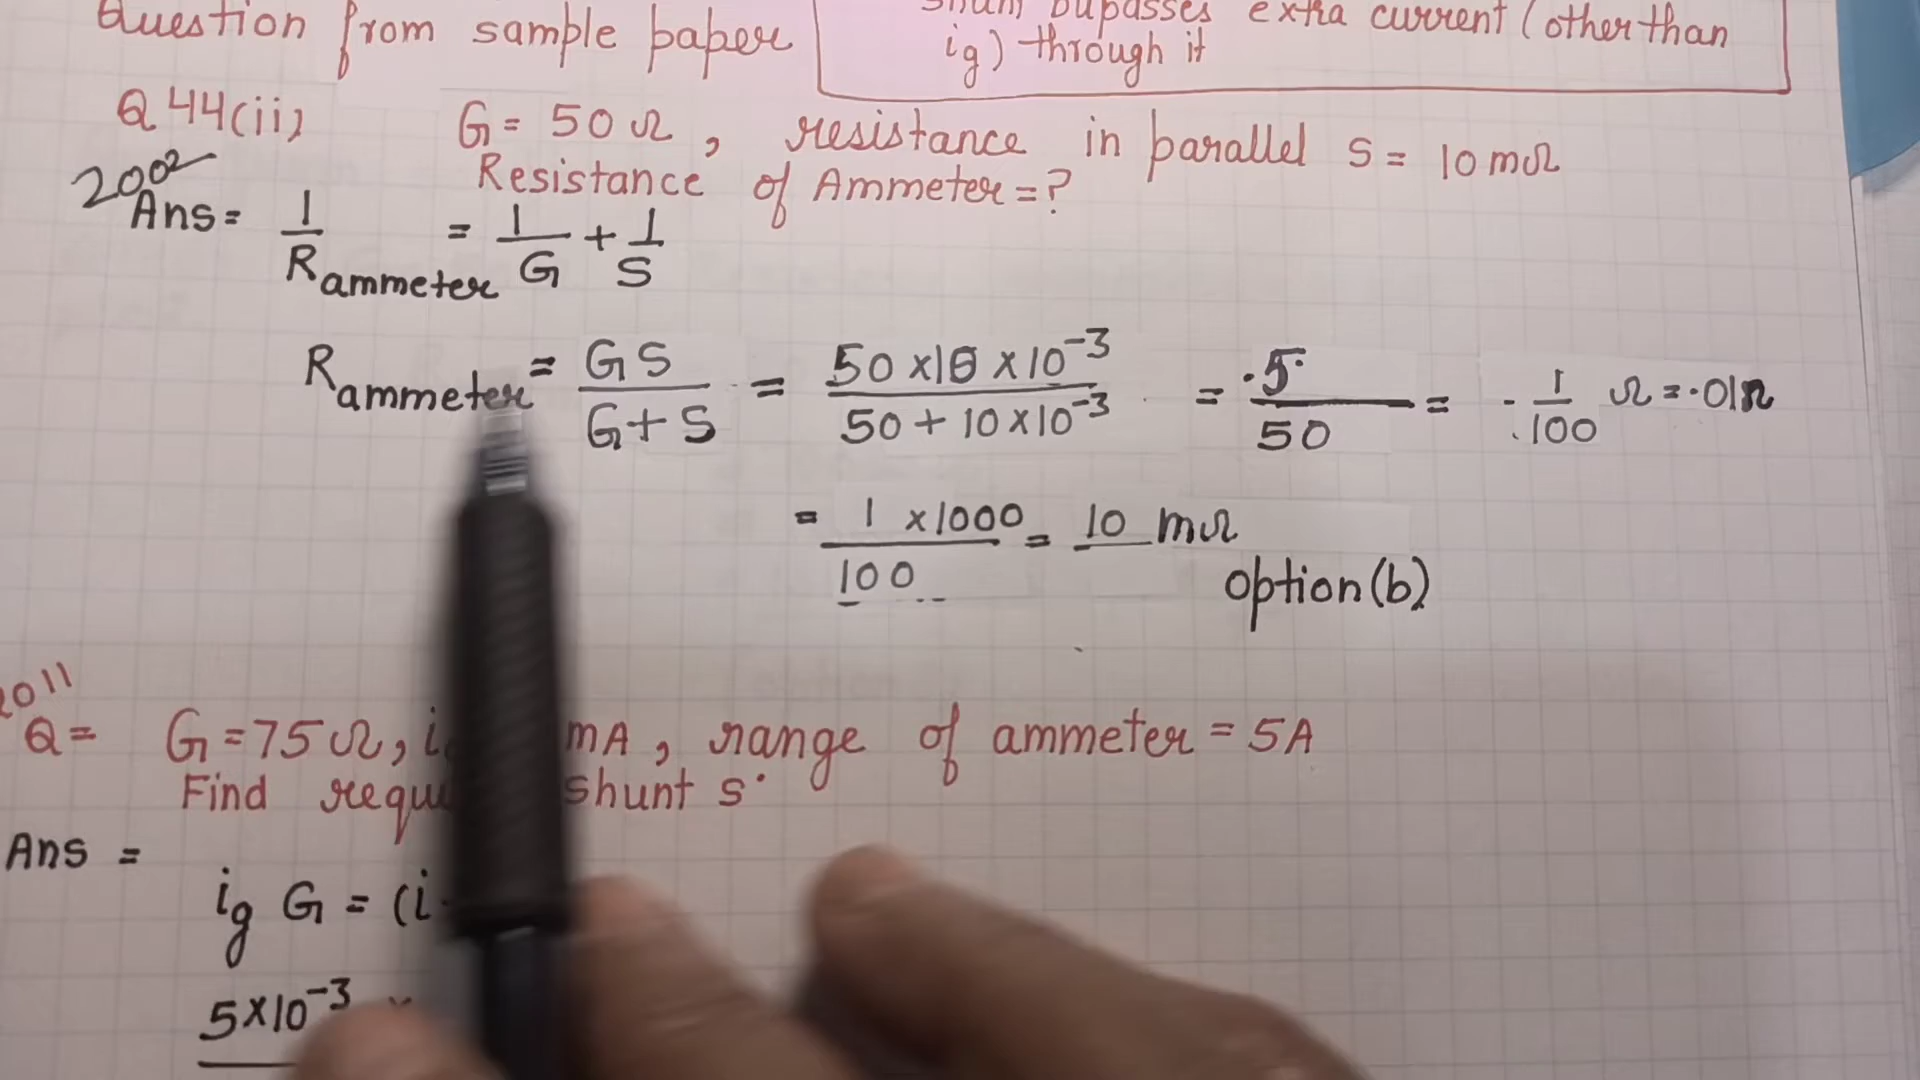 Question from sample paper
bypasses extra current (other than
ig) through it
Q 44(ii) G = 50 Ω, resistance in parallel S = 10 mΩ
Resistance of Ammeter = ?
2002
Ans = 1/R ammeter = 1/G + 1/S
R ammeter = GS/(G+S) = (50 × 10 × 10⁻³)/(50 + 10 × 10⁻³) = .5/50 = 1/100 Ω = .01Ω
= (1 × 1000)/100 = 10 mΩ
option (b)
2011
Q = G = 75 Ω, mA, range of ammeter = 5A
Find shunt S
Ans =
ig G = (i
5×10⁻³